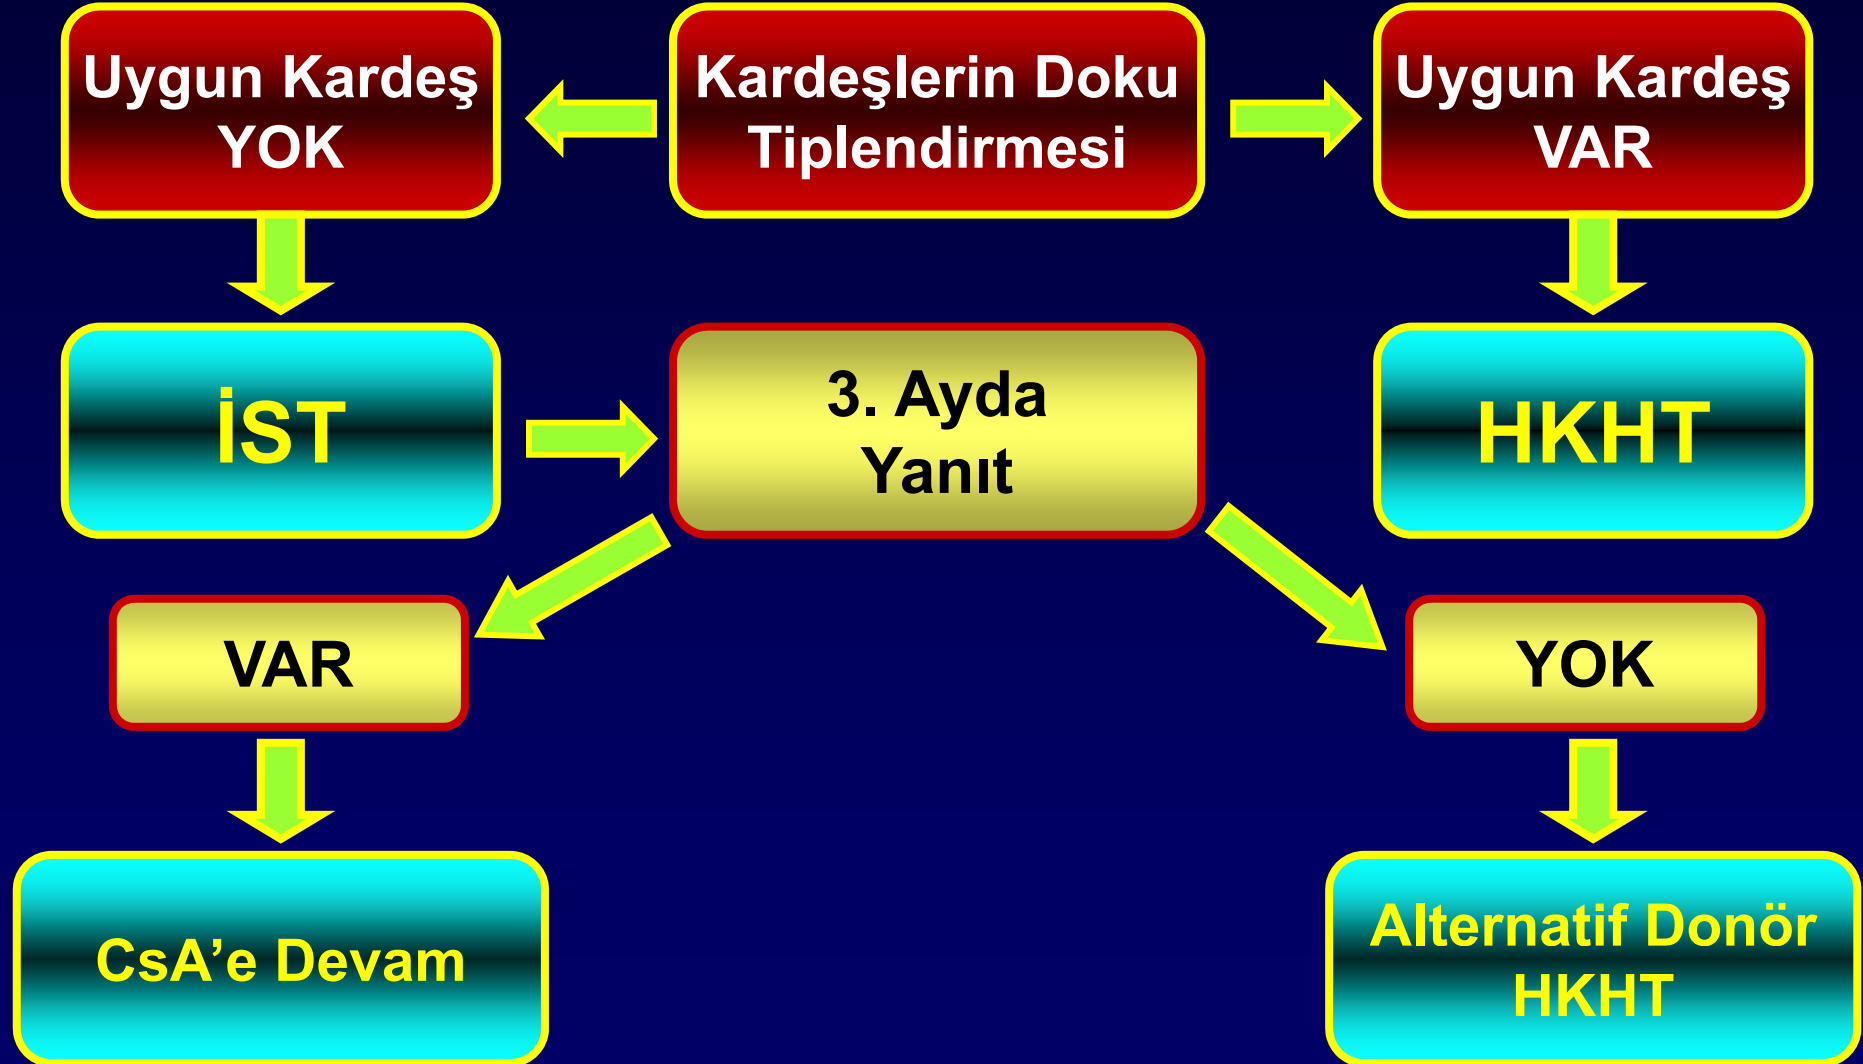 Uygun Kardeş
YOK
Kardeşlerin Doku
Tiplendirmesi
Uygun Kardeş
VAR
İST
3. Ayda
Yanıt
HKHT
VAR
YOK
CsA’e Devam
Alternatif Donör
HKHT